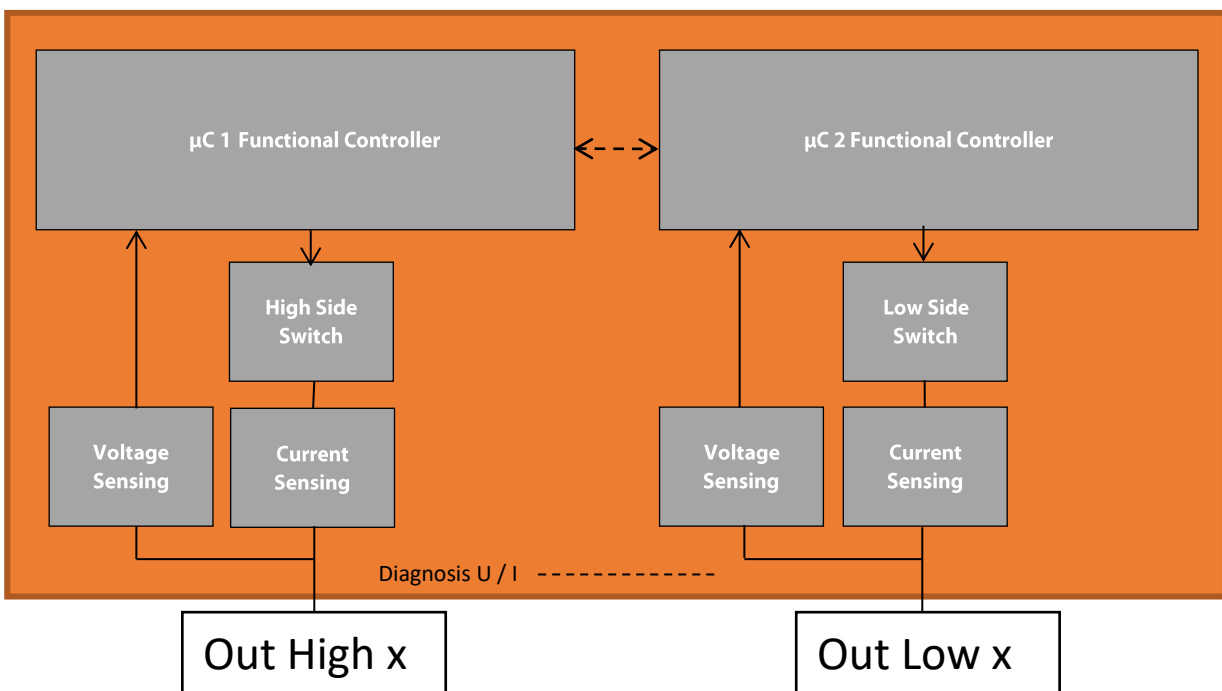 µC 1 Functional Controller
µC 2 Functional Controller
High Side
Switch
Low Side
Switch
Voltage
Sensing
Current
Sensing
Voltage
Sensing
Current
Sensing
Diagnosis U / I
Out High x
Out Low x